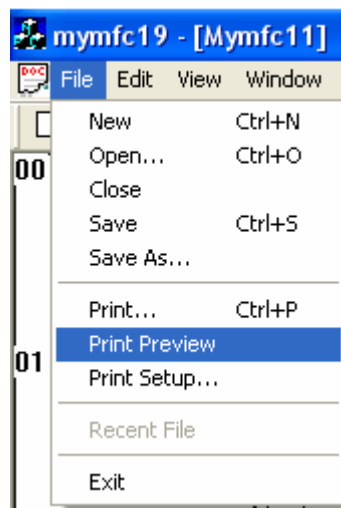 mymfc19 - [Mymfc11]
DOC
File Edit View Window
New Ctrl+N
00
Open... Ctrl+O
Close
Save Ctrl+S
Save As...
Print... Ctrl+P
Print Preview
01
Print Setup...
Recent File
Exit